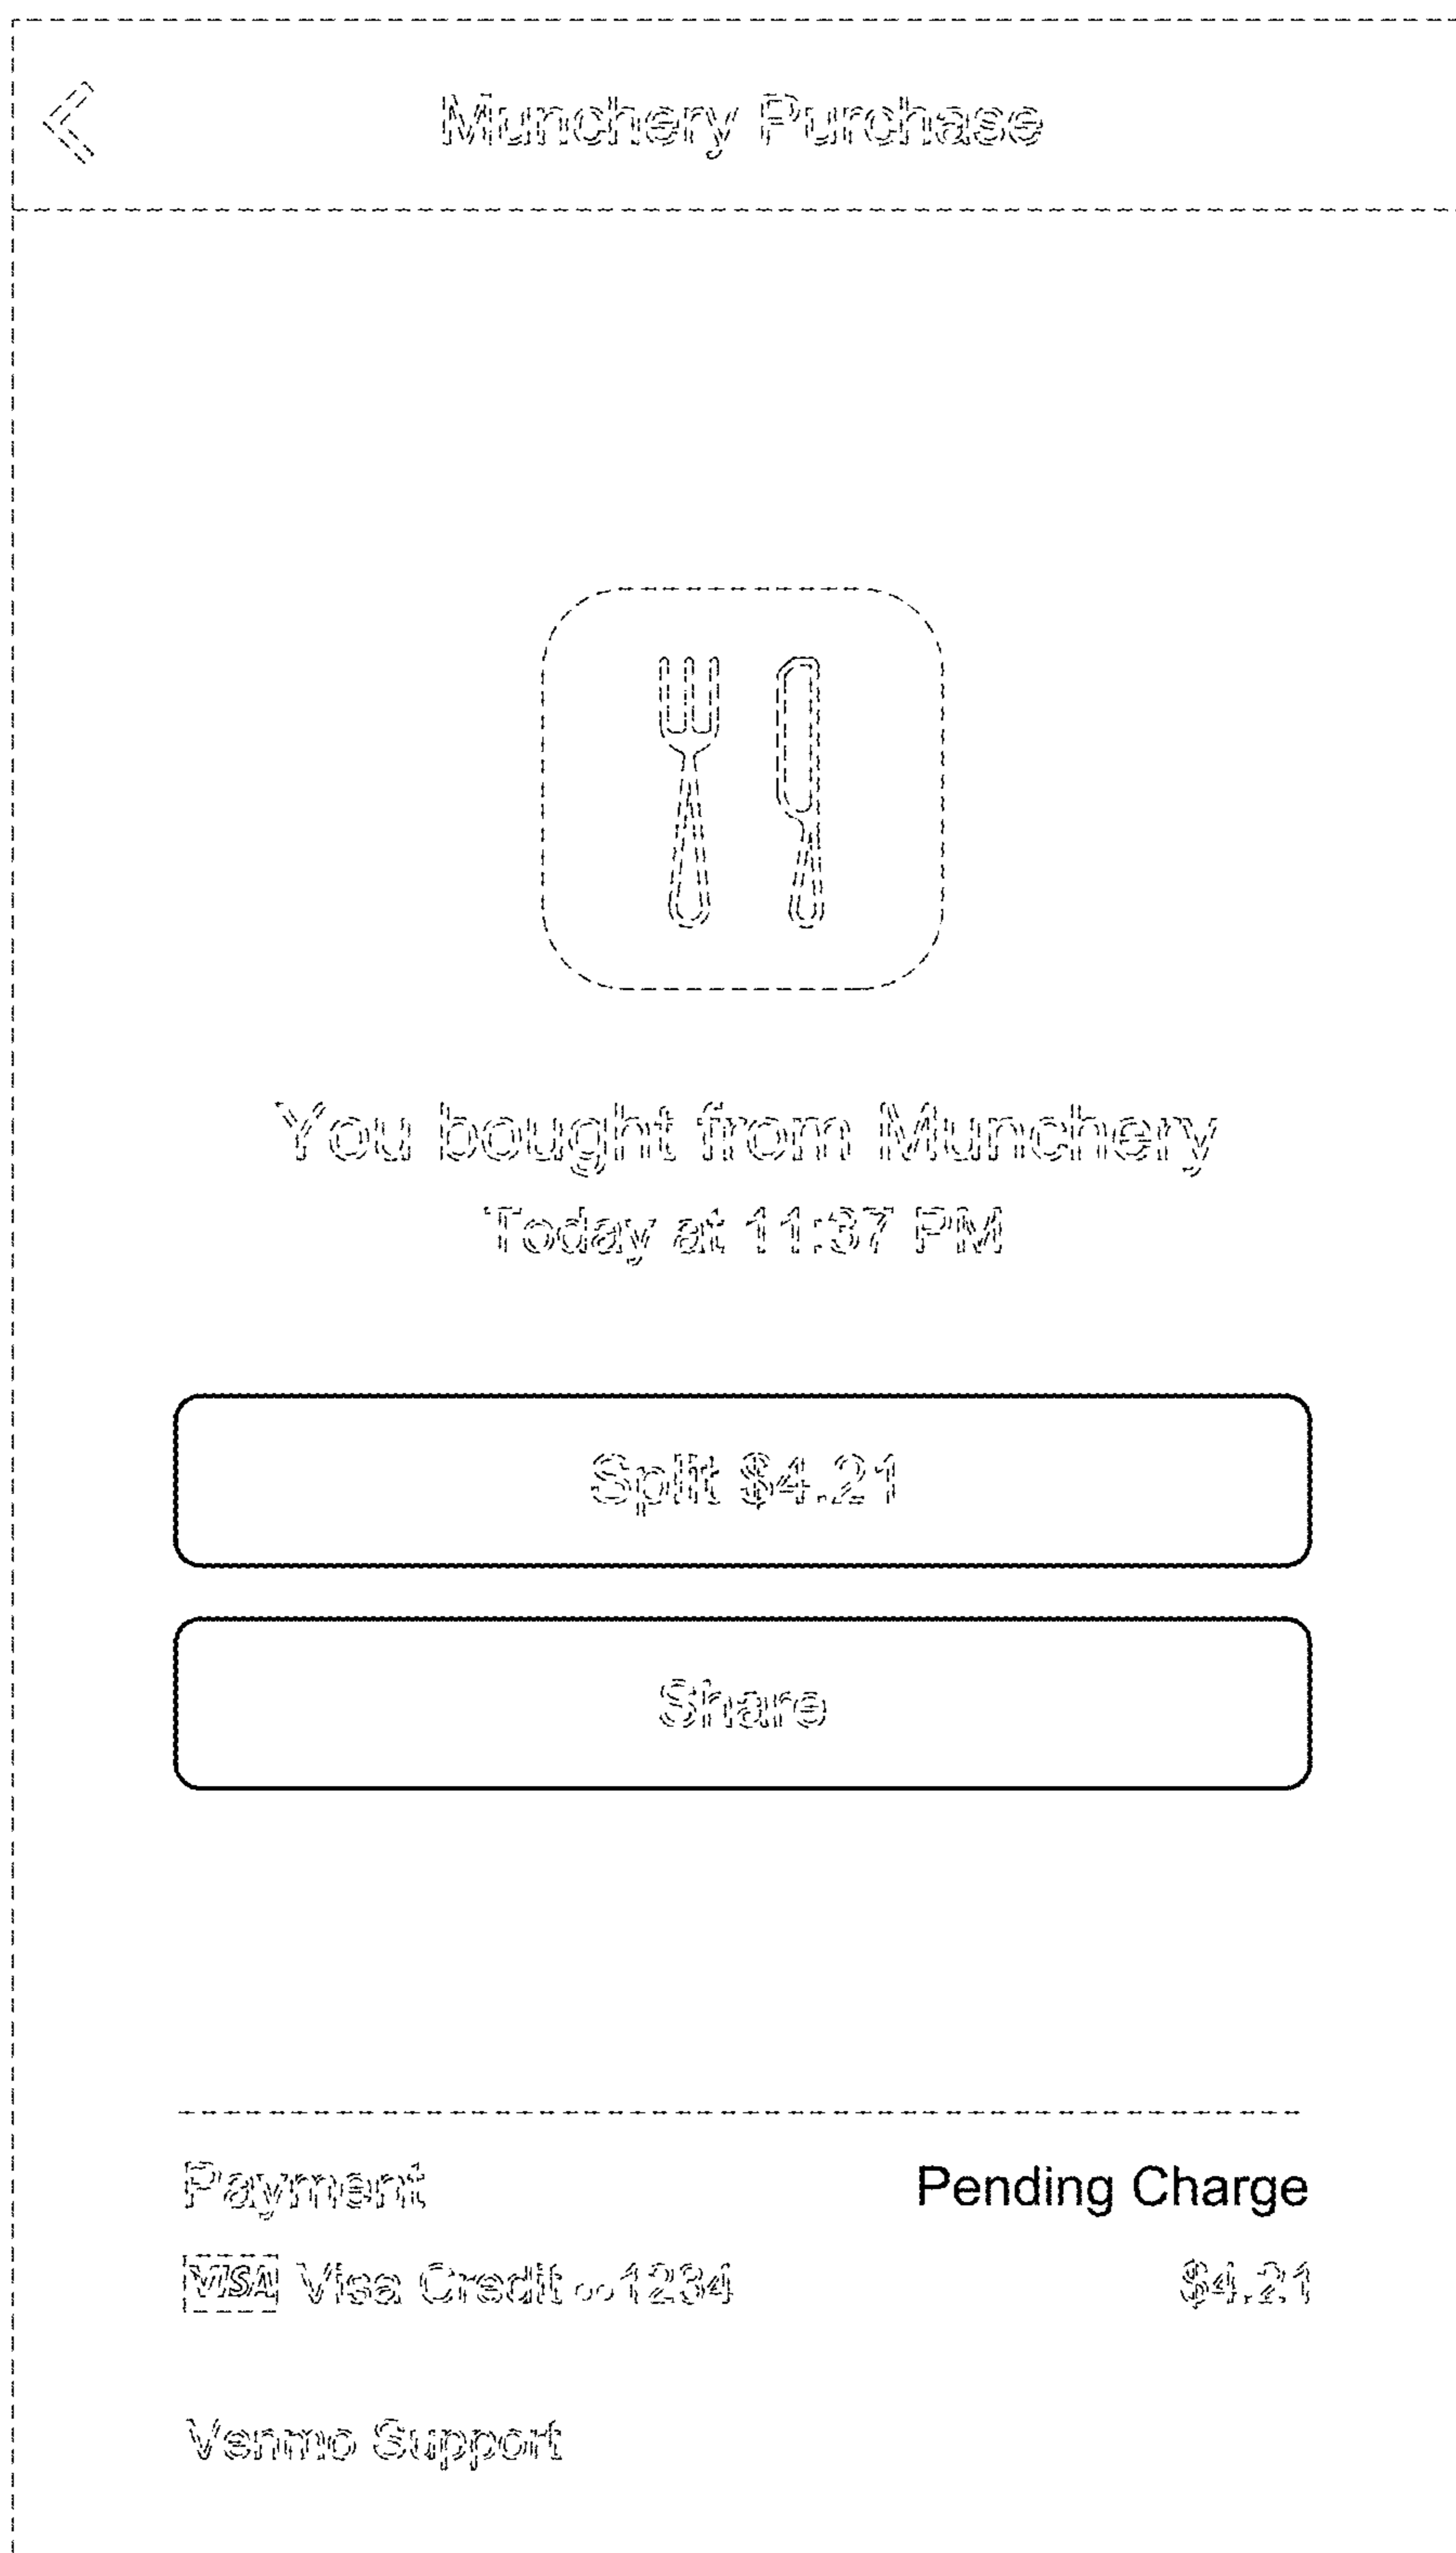 Munchery Purchase
You bought from Munchery
Today at 11:37 PM
Split $4.21
Share
Payment Pending Charge
VISA Visa Credit ••1234 $4.21
Venmo Support